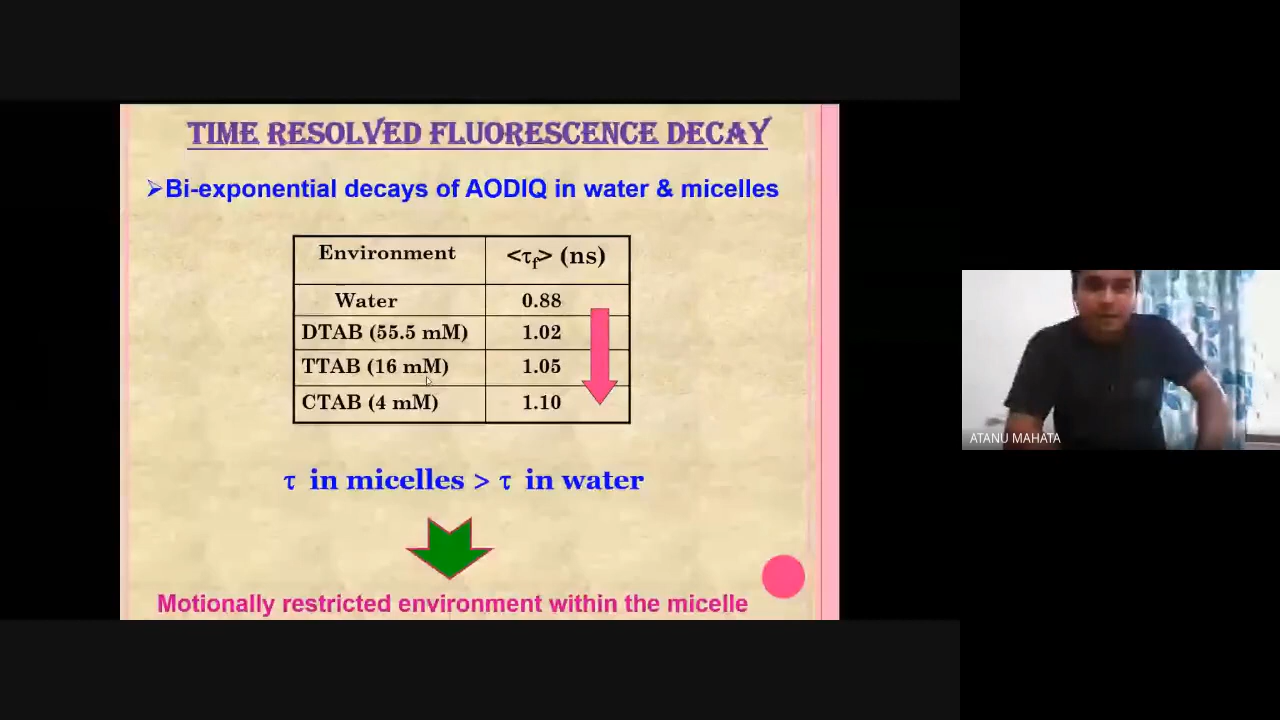 TIME RESOLVED FLUORESCENCE DECAY
➢Bi-exponential decays of AODIQ in water & micelles
Environment <τf> (ns)
Water 0.88
DTAB (55.5 mM) 1.02
TTAB (16 mM) 1.05
CTAB (4 mM) 1.10
τ in micelles > τ in water
Motionally restricted environment within the micelle
ATANU MAHATA